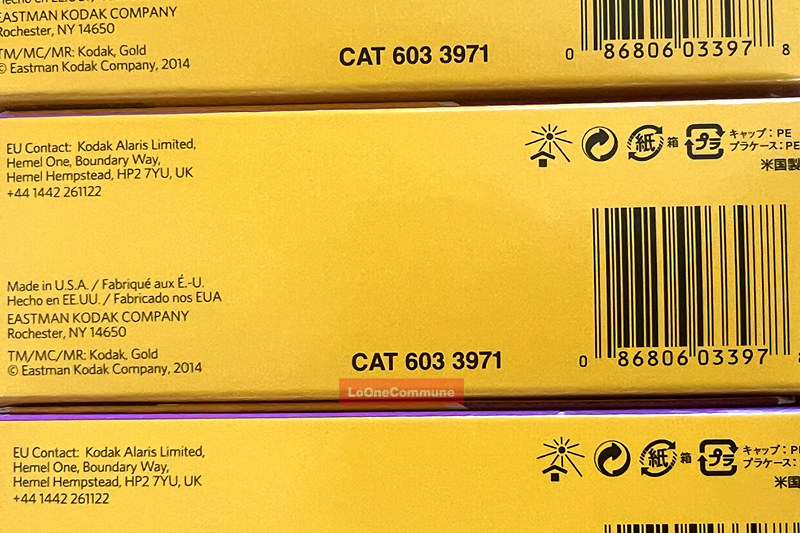 EASTMAN KODAK COMPANY
Rochester, NY 14650
TM/MC/MR: Kodak, Gold
© Eastman Kodak Company, 2014
CAT 603 3971
0 86806 03397 8
EU Contact: Kodak Alaris Limited,
Hemel One, Boundary Way,
Hemel Hempstead, HP2 7YU, UK
+44 1442 261122
紙 箱 プラ
キャップ：PE
プラケース：PE
米国製
Made in U.S.A. / Fabriqué aux É.-U.
Hecho en EE.UU. / Fabricado nos EUA
EASTMAN KODAK COMPANY
Rochester, NY 14650
TM/MC/MR: Kodak, Gold
© Eastman Kodak Company, 2014
CAT 603 3971
0 86806 03397
LoOneCommune
EU Contact: Kodak Alaris Limited,
Hemel One, Boundary Way,
Hemel Hempstead, HP2 7YU, UK
+44 1442 261122
紙 箱 プラ
キャップ：PE
プラケース：
米国